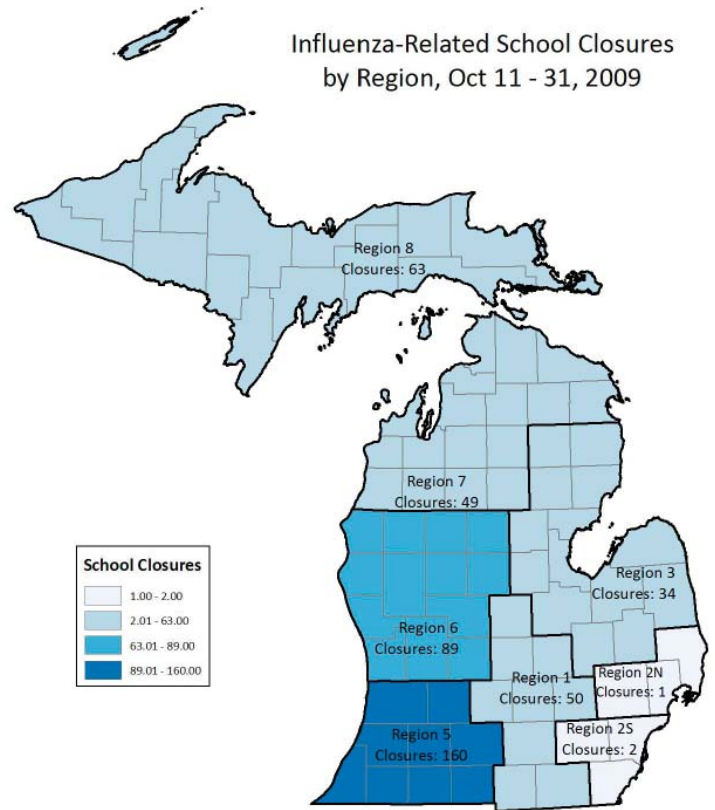 Influenza-Related School Closures
by Region, Oct 11 - 31, 2009
Region 8
Closures: 63
Region 7
Closures: 49
School Closures
1.00 - 2.00
2.01 - 63.00
63.01 - 89.00
89.01 - 160.00
Region 3
Closures: 34
Region 6
Closures: 89
Region 1
Closures: 50
Region 2N
Closures: 1
Region 5
Closures: 160
Region 2S
Closures: 2